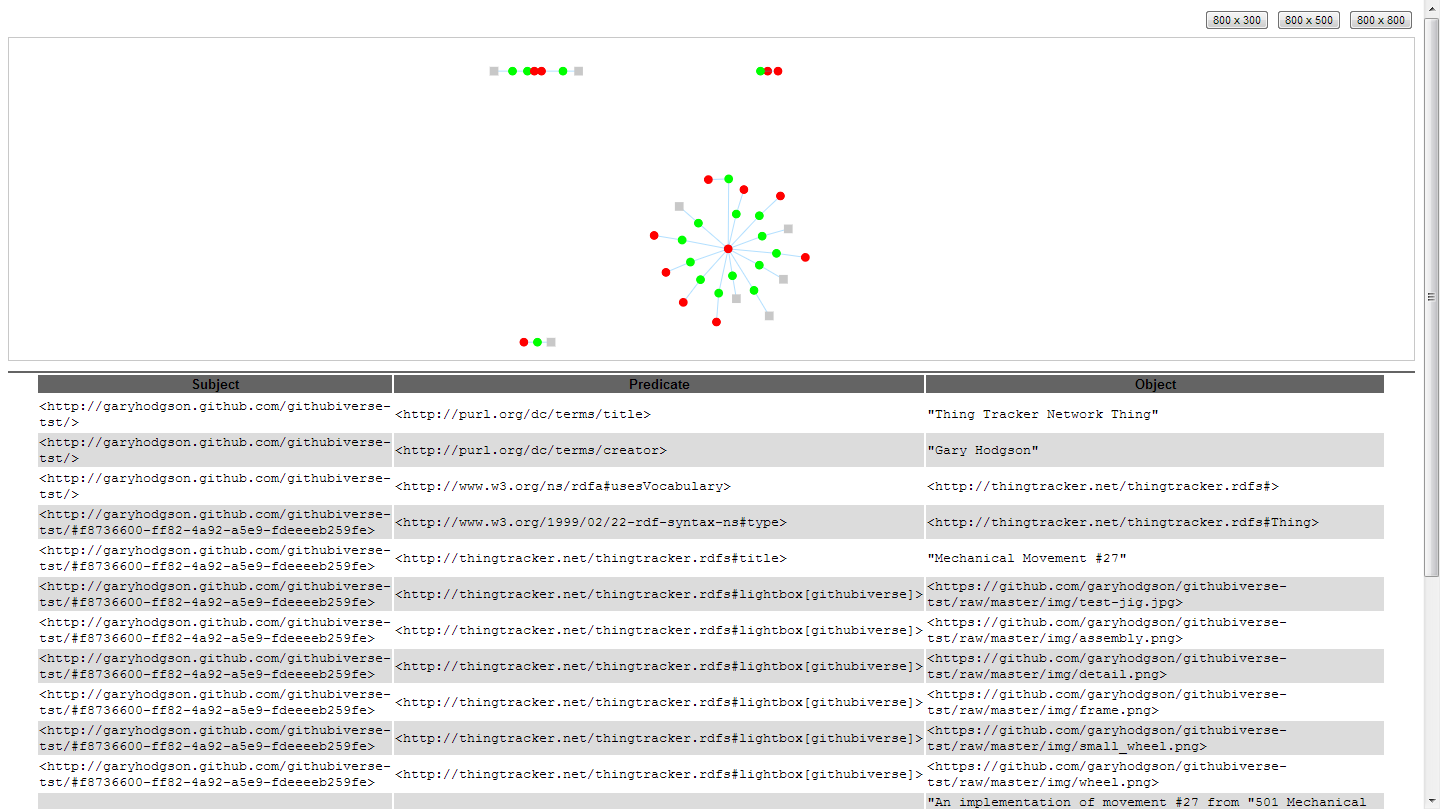 800 x 300 800 x 500 800 x 800
Subject Predicate Object
<http://garyhodgson.github.com/githubiverse-
tst/> <http://purl.org/dc/terms/title> "Thing Tracker Network Thing"
<http://garyhodgson.github.com/githubiverse-
tst/> <http://purl.org/dc/terms/creator> "Gary Hodgson"
<http://garyhodgson.github.com/githubiverse-
tst/> <http://www.w3.org/ns/rdfa#usesVocabulary> <http://thingtracker.net/thingtracker.rdfs#>
<http://garyhodgson.github.com/githubiverse-
tst/#f8736600-ff82-4a92-a5e9-fdeeeeb259fe> <http://www.w3.org/1999/02/22-rdf-syntax-ns#type> <http://thingtracker.net/thingtracker.rdfs#Thing>
<http://garyhodgson.github.com/githubiverse-
tst/#f8736600-ff82-4a92-a5e9-fdeeeeb259fe> <http://thingtracker.net/thingtracker.rdfs#title> "Mechanical Movement #27"
<http://garyhodgson.github.com/githubiverse-
tst/#f8736600-ff82-4a92-a5e9-fdeeeeb259fe> <http://thingtracker.net/thingtracker.rdfs#lightbox[githubiverse]> <https://github.com/garyhodgson/githubiverse-
tst/raw/master/img/test-jig.jpg>
<http://garyhodgson.github.com/githubiverse-
tst/#f8736600-ff82-4a92-a5e9-fdeeeeb259fe> <http://thingtracker.net/thingtracker.rdfs#lightbox[githubiverse]> <https://github.com/garyhodgson/githubiverse-
tst/raw/master/img/assembly.png>
<http://garyhodgson.github.com/githubiverse-
tst/#f8736600-ff82-4a92-a5e9-fdeeeeb259fe> <http://thingtracker.net/thingtracker.rdfs#lightbox[githubiverse]> <https://github.com/garyhodgson/githubiverse-
tst/raw/master/img/detail.png>
<http://garyhodgson.github.com/githubiverse-
tst/#f8736600-ff82-4a92-a5e9-fdeeeeb259fe> <http://thingtracker.net/thingtracker.rdfs#lightbox[githubiverse]> <https://github.com/garyhodgson/githubiverse-
tst/raw/master/img/frame.png>
<http://garyhodgson.github.com/githubiverse-
tst/#f8736600-ff82-4a92-a5e9-fdeeeeb259fe> <http://thingtracker.net/thingtracker.rdfs#lightbox[githubiverse]> <https://github.com/garyhodgson/githubiverse-
tst/raw/master/img/small_wheel.png>
<http://garyhodgson.github.com/githubiverse-
tst/#f8736600-ff82-4a92-a5e9-fdeeeeb259fe> <http://thingtracker.net/thingtracker.rdfs#lightbox[githubiverse]> <https://github.com/garyhodgson/githubiverse-
tst/raw/master/img/wheel.png>
"An implementation of movement #27 from "501 Mechanical